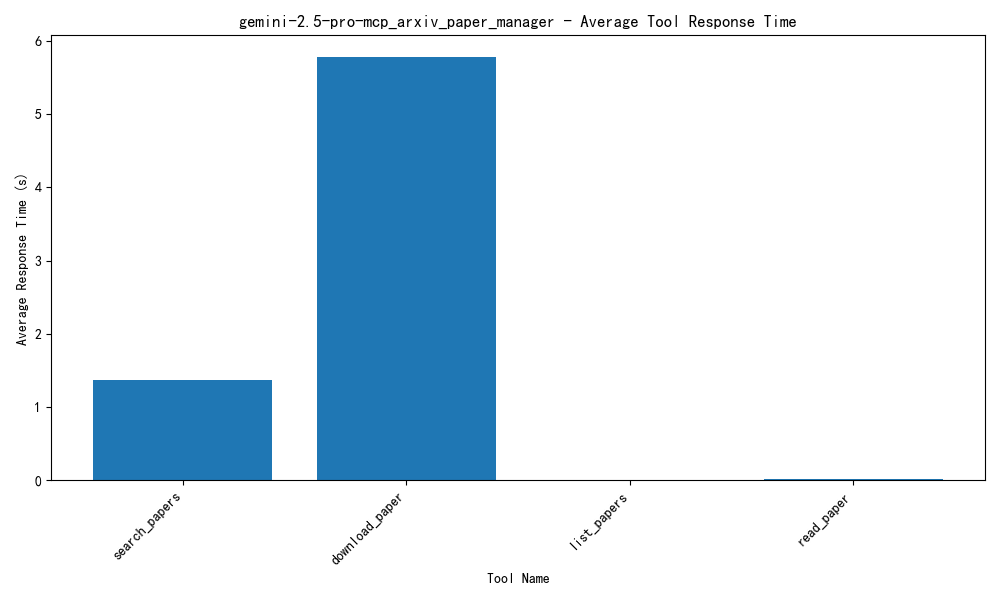 gemini-2.5-pro-mcp_arxiv_paper_manager - Average Tool Response Time
Average Response Time (s)
6
5
4
3
2
1
0
search_papers
download_paper
list_papers
read_paper
Tool Name